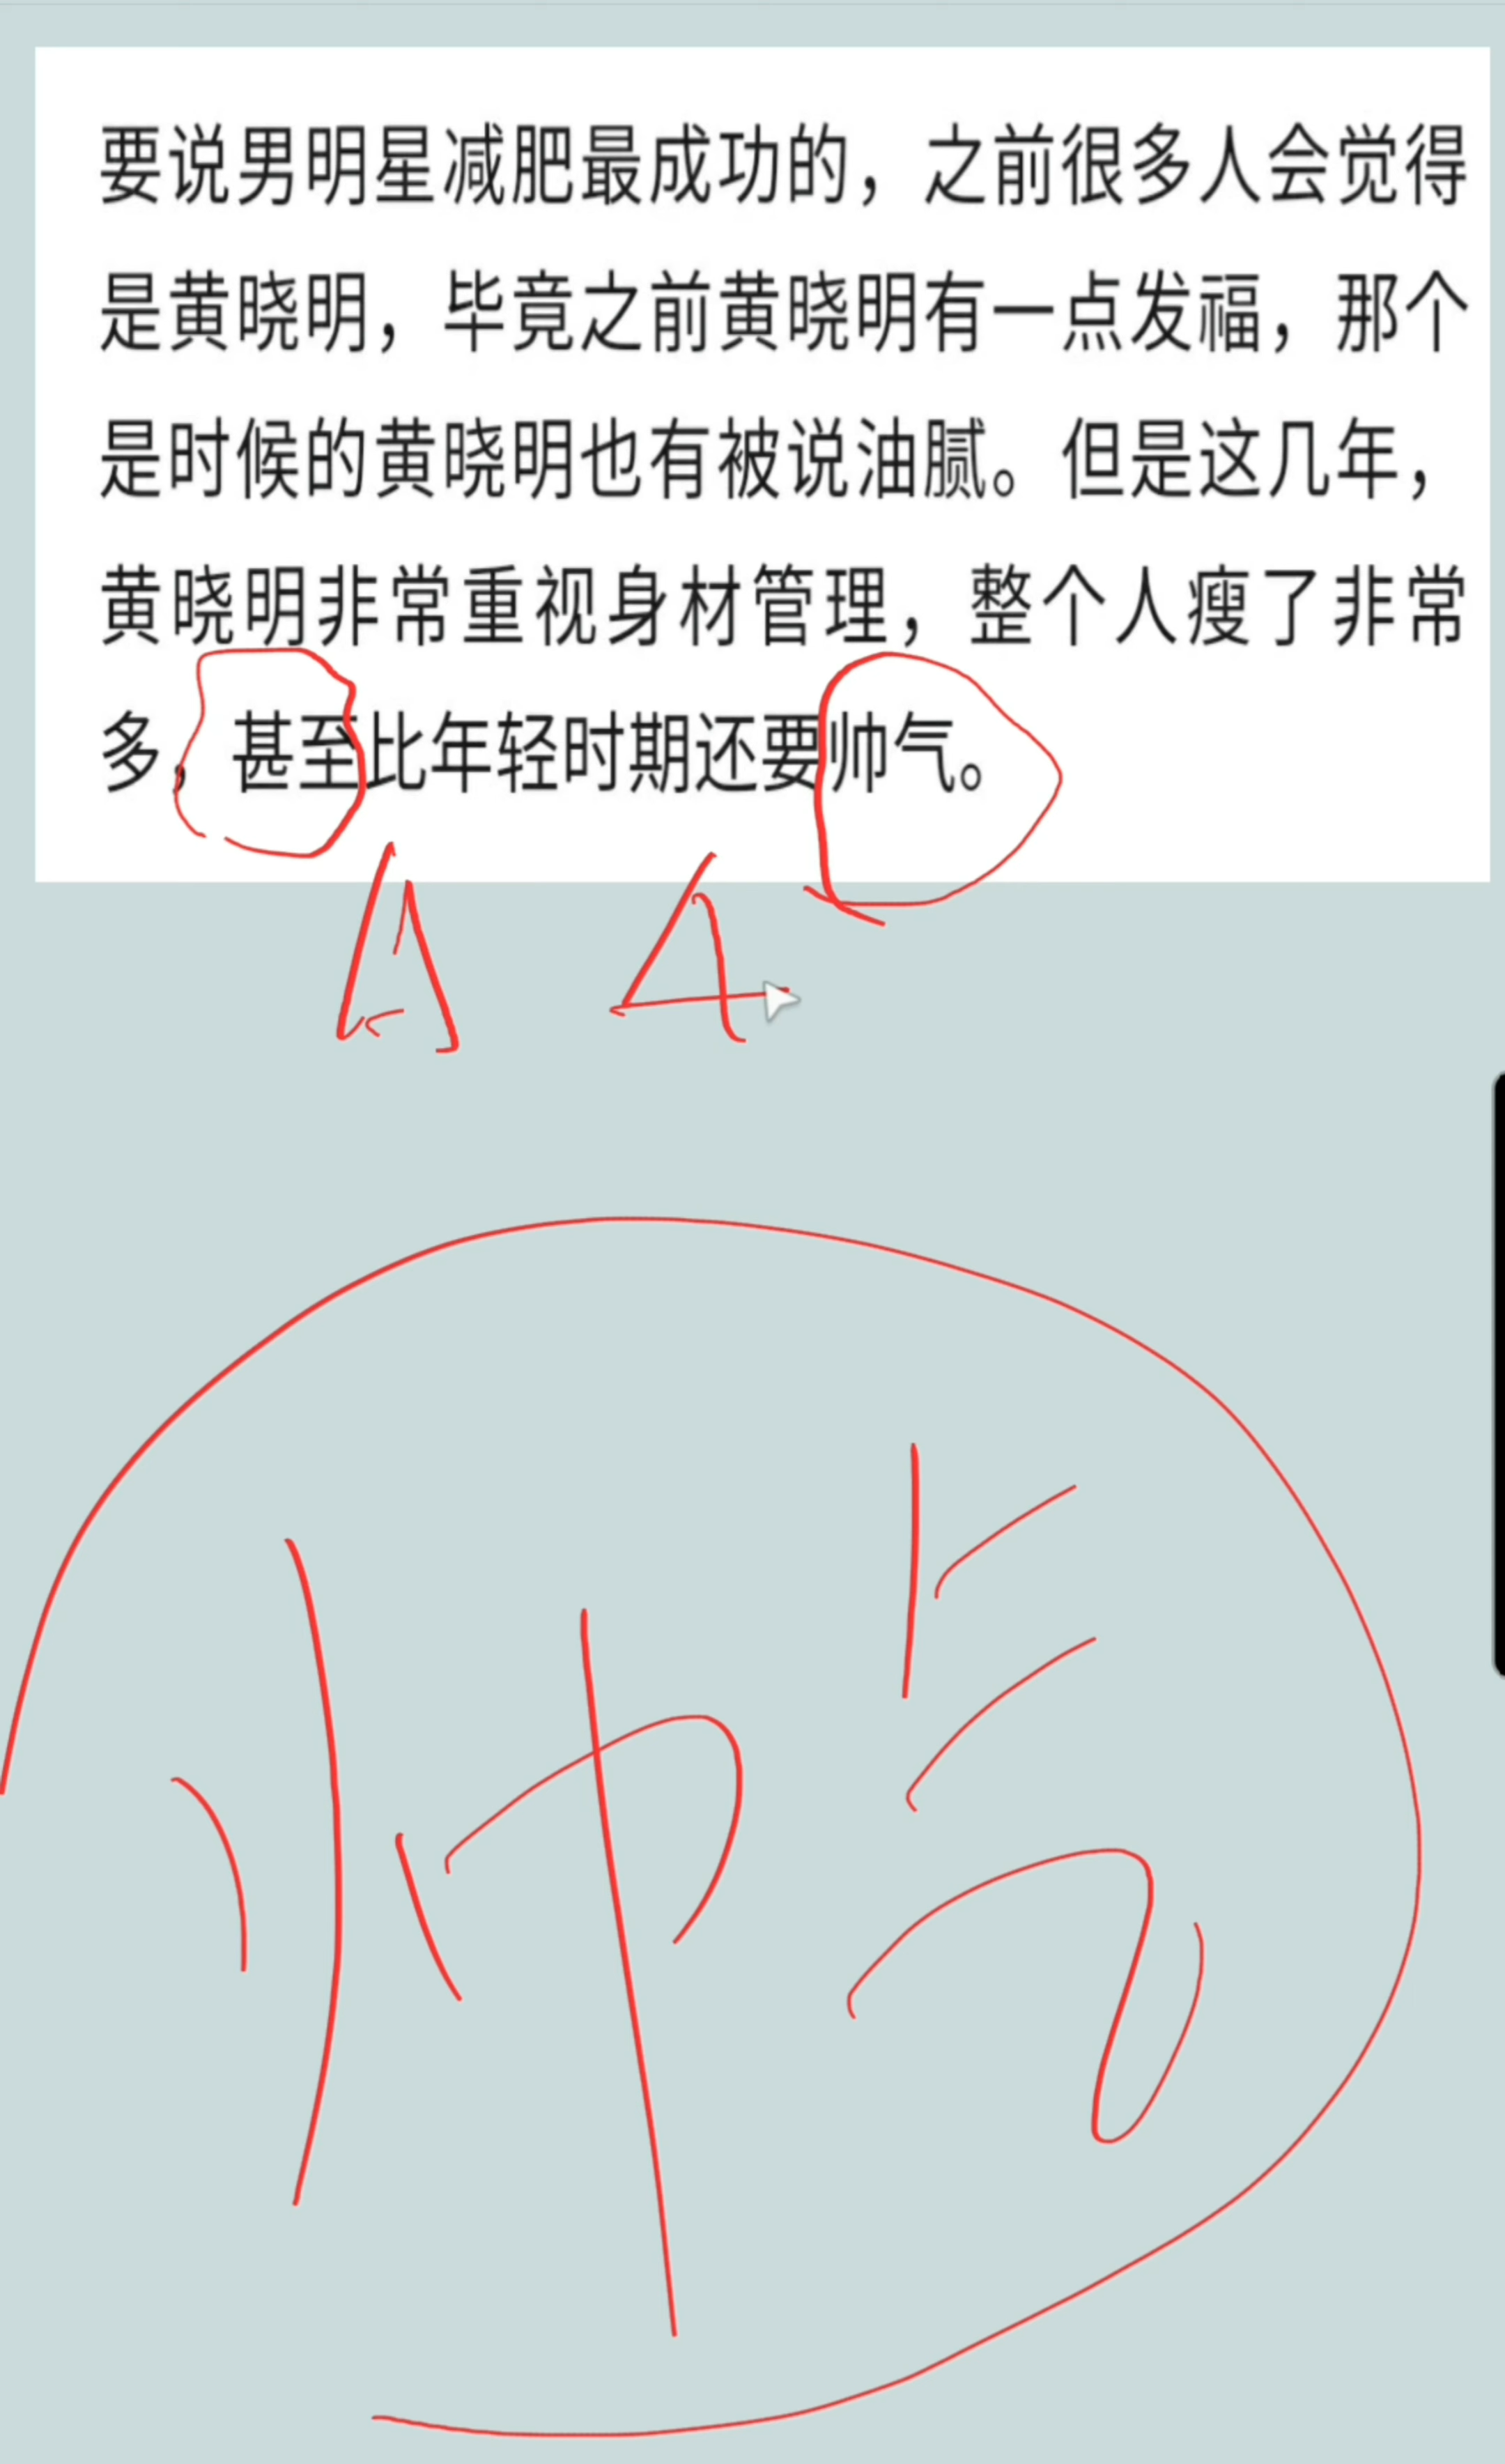 要说男明星减肥最成功的，之前很多人会觉得
是黄晓明，毕竟之前黄晓明有一点发福，那个
是时候的黄晓明也有被说油腻。但是这几年，
黄晓明非常重视身材管理，整个人瘦了非常
多，甚至比年轻时期还要帅气。
帅气